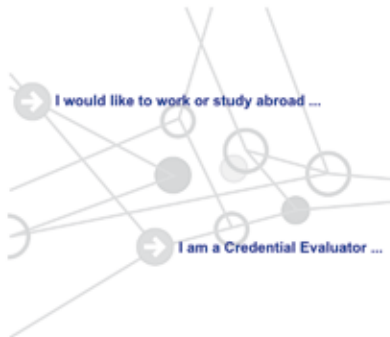 I would like to work or study abroad ...
I am a Credential Evaluator ...